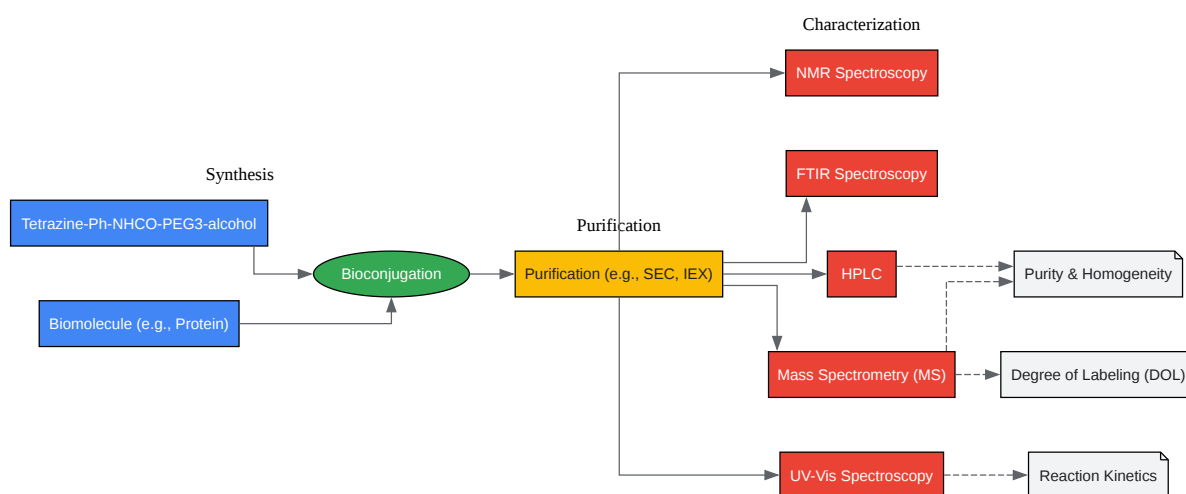 Characterization
NMR Spectroscopy
FTIR Spectroscopy
Synthesis
Tetrazine-Ph-NHCO-PEG3-alcohol
Purification
Bioconjugation
Purification (e.g., SEC, IEX)
HPLC
Purity & Homogeneity
Biomolecule (e.g., Protein)
Mass Spectrometry (MS)
Degree of Labeling (DOL)
UV-Vis Spectroscopy
Reaction Kinetics